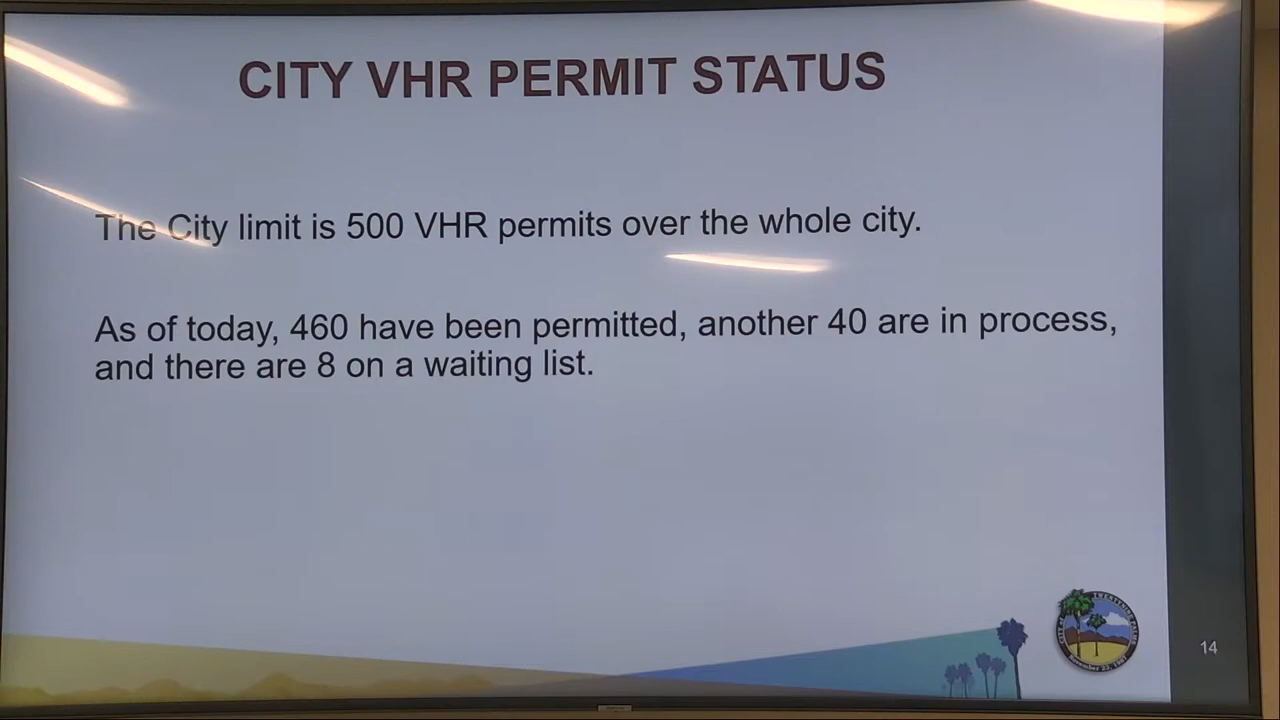 CITY VHR PERMIT STATUS
The City limit is 500 VHR permits over the whole city.
As of today, 460 have been permitted, another 40 are in process,
and there are 8 on a waiting list.
14